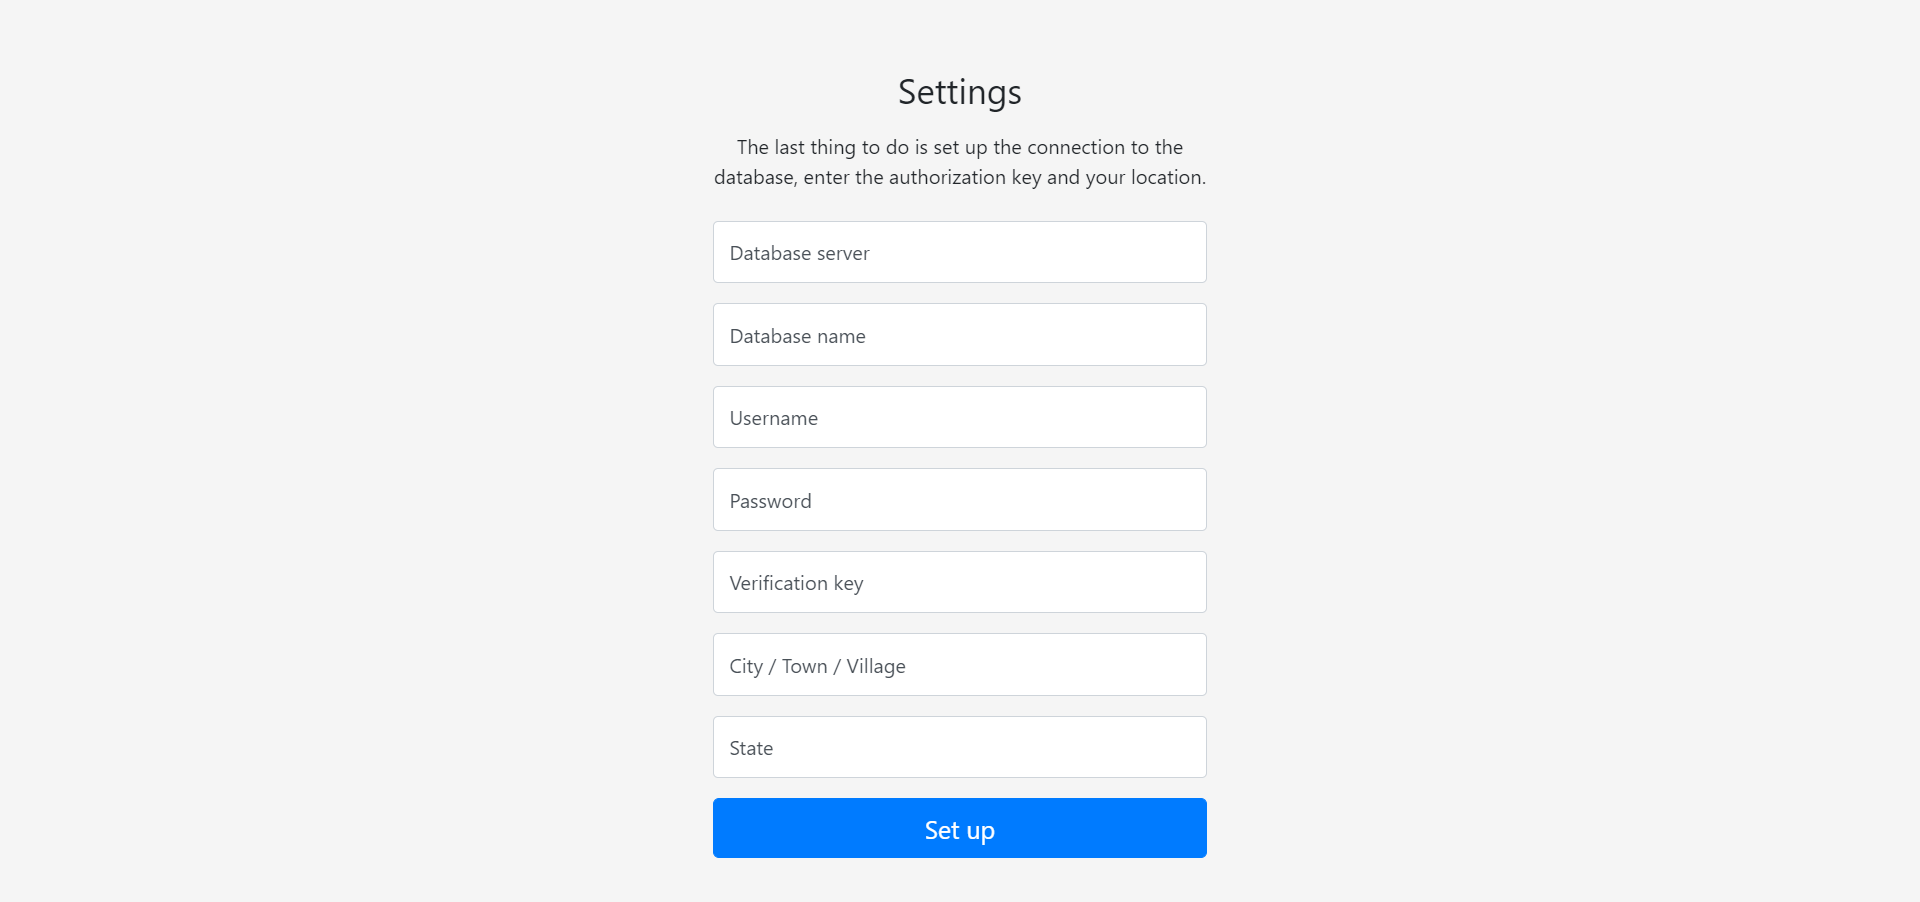 Settings
The last thing to do is set up the connection to the
database, enter the authorization key and your location.
Database server
Database name
Username
Password
Verification key
City / Town / Village
State
Set up